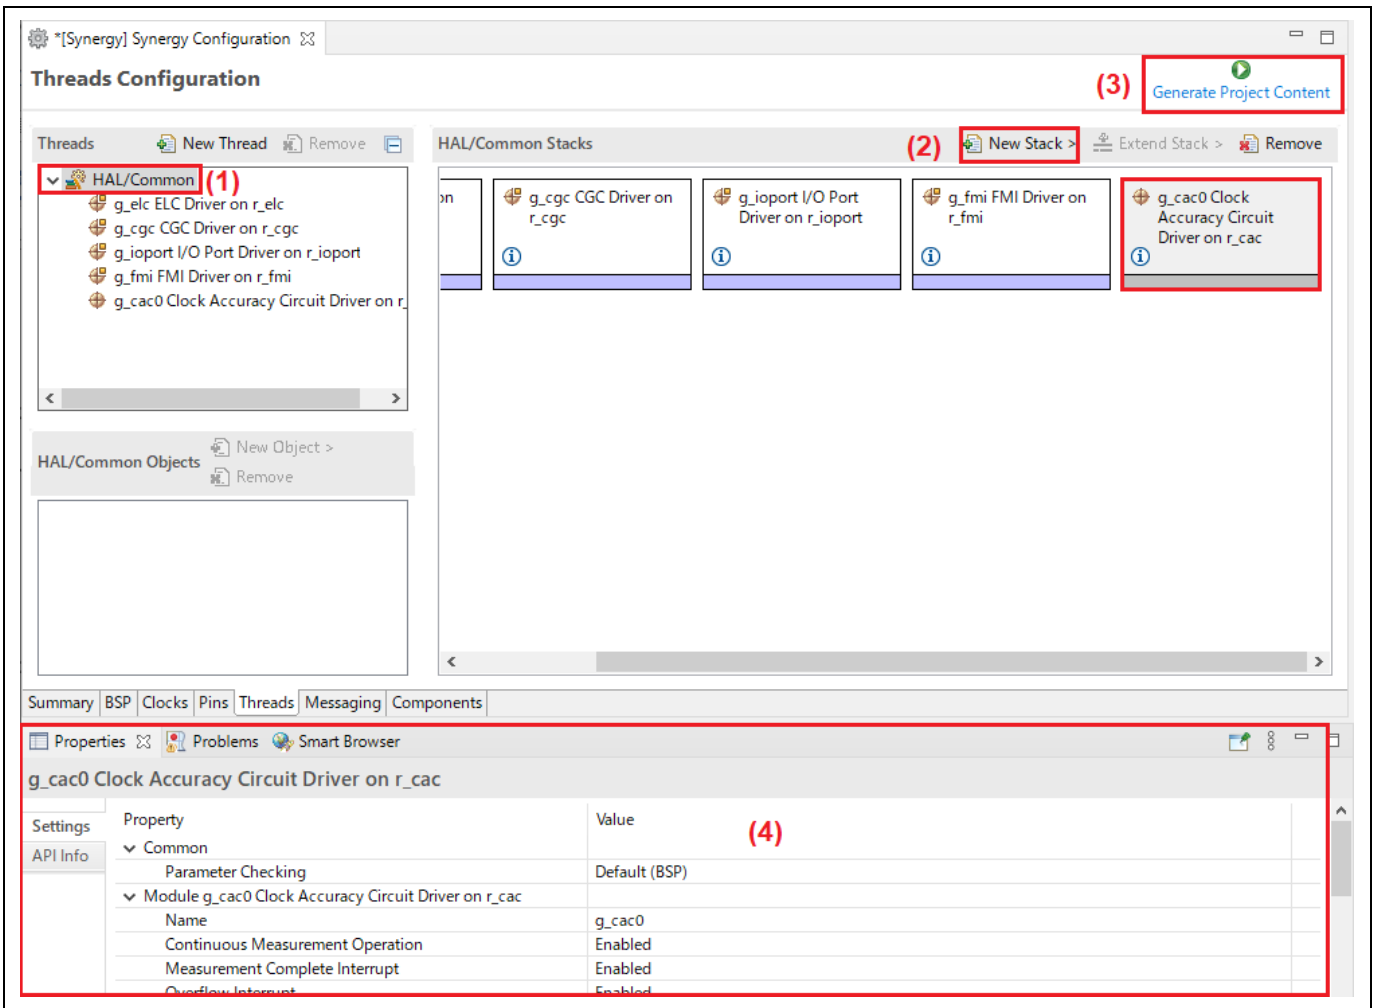 *[Synergy] Synergy Configuration
Threads Configuration
(3)
Generate Project Content
Threads
New Thread
Remove
HAL/Common Stacks
(2)
New Stack >
Extend Stack >
Remove
HAL/Common
(1)
g_elc ELC Driver on r_elc
g_cgc CGC Driver on r_cgc
g_ioport I/O Port Driver on r_ioport
g_fmi FMI Driver on r_fmi
g_cac0 Clock Accuracy Circuit Driver on r_
on
g_cgc CGC Driver on
r_cgc
g_ioport I/O Port
Driver on r_ioport
g_fmi FMI Driver on
r_fmi
g_cac0 Clock
Accuracy Circuit
Driver on r_cac
HAL/Common Objects
New Object >
Remove
Summary BSP Clocks Pins Threads Messaging Components
Properties Problems Smart Browser
g_cac0 Clock Accuracy Circuit Driver on r_cac
Settings
API Info
Property Value
(4)
Common
Parameter Checking Default (BSP)
Module g_cac0 Clock Accuracy Circuit Driver on r_cac
Name g_cac0
Continuous Measurement Operation Enabled
Measurement Complete Interrupt Enabled
Overflow Interrupt Enabled